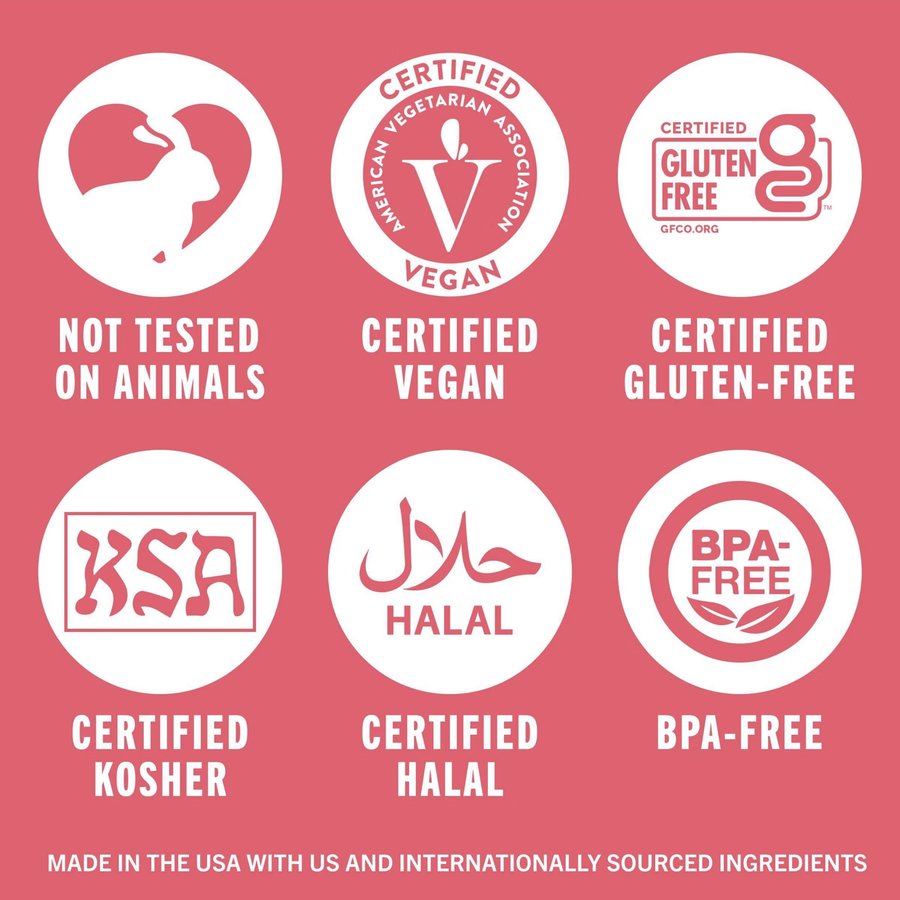 CERTIFIED
AMERICAN VEGETARIAN ASSOCIATION
V
VEGAN
CERTIFIED
GLUTEN
FREE
g
™
GFCO.ORG
NOT TESTED
ON ANIMALS
CERTIFIED
VEGAN
CERTIFIED
GLUTEN-FREE
KSA
حلال
HALAL
BPA-
FREE
CERTIFIED
KOSHER
CERTIFIED
HALAL
BPA-FREE
MADE IN THE USA WITH US AND INTERNATIONALLY SOURCED INGREDIENTS